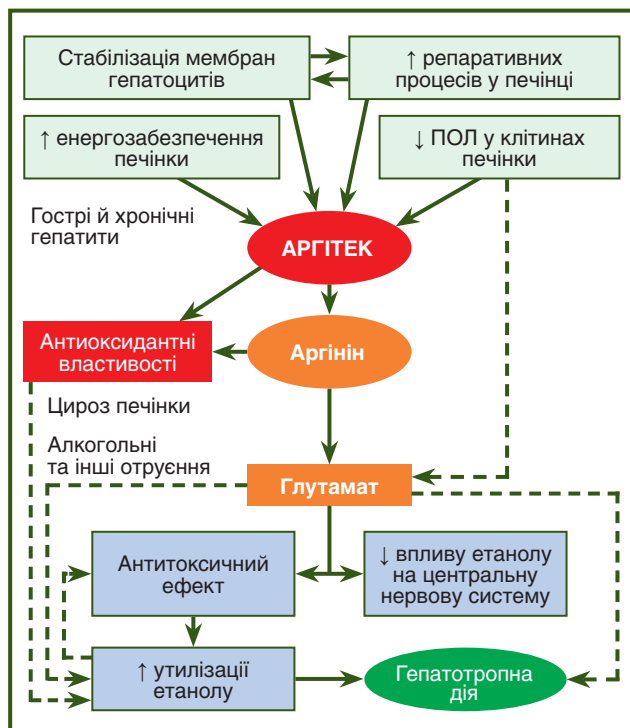 Стабілізація мембран
гепатоцитів
↑ репаративних
процесів у печінці
↑ енергозабезпечення
печінки
↓ ПОЛ у клітинах
печінки
Гострі й хронічні
гепатити
АРГІТЕК
Антиоксидантні
властивості
Аргінін
Цироз печінки
Алкогольні
та інші отруєння
Глутамат
Антитоксичний
ефект
↓ впливу етанолу
на центральну
нервову систему
↑ утилізації
етанолу
Гепатотропна
дія